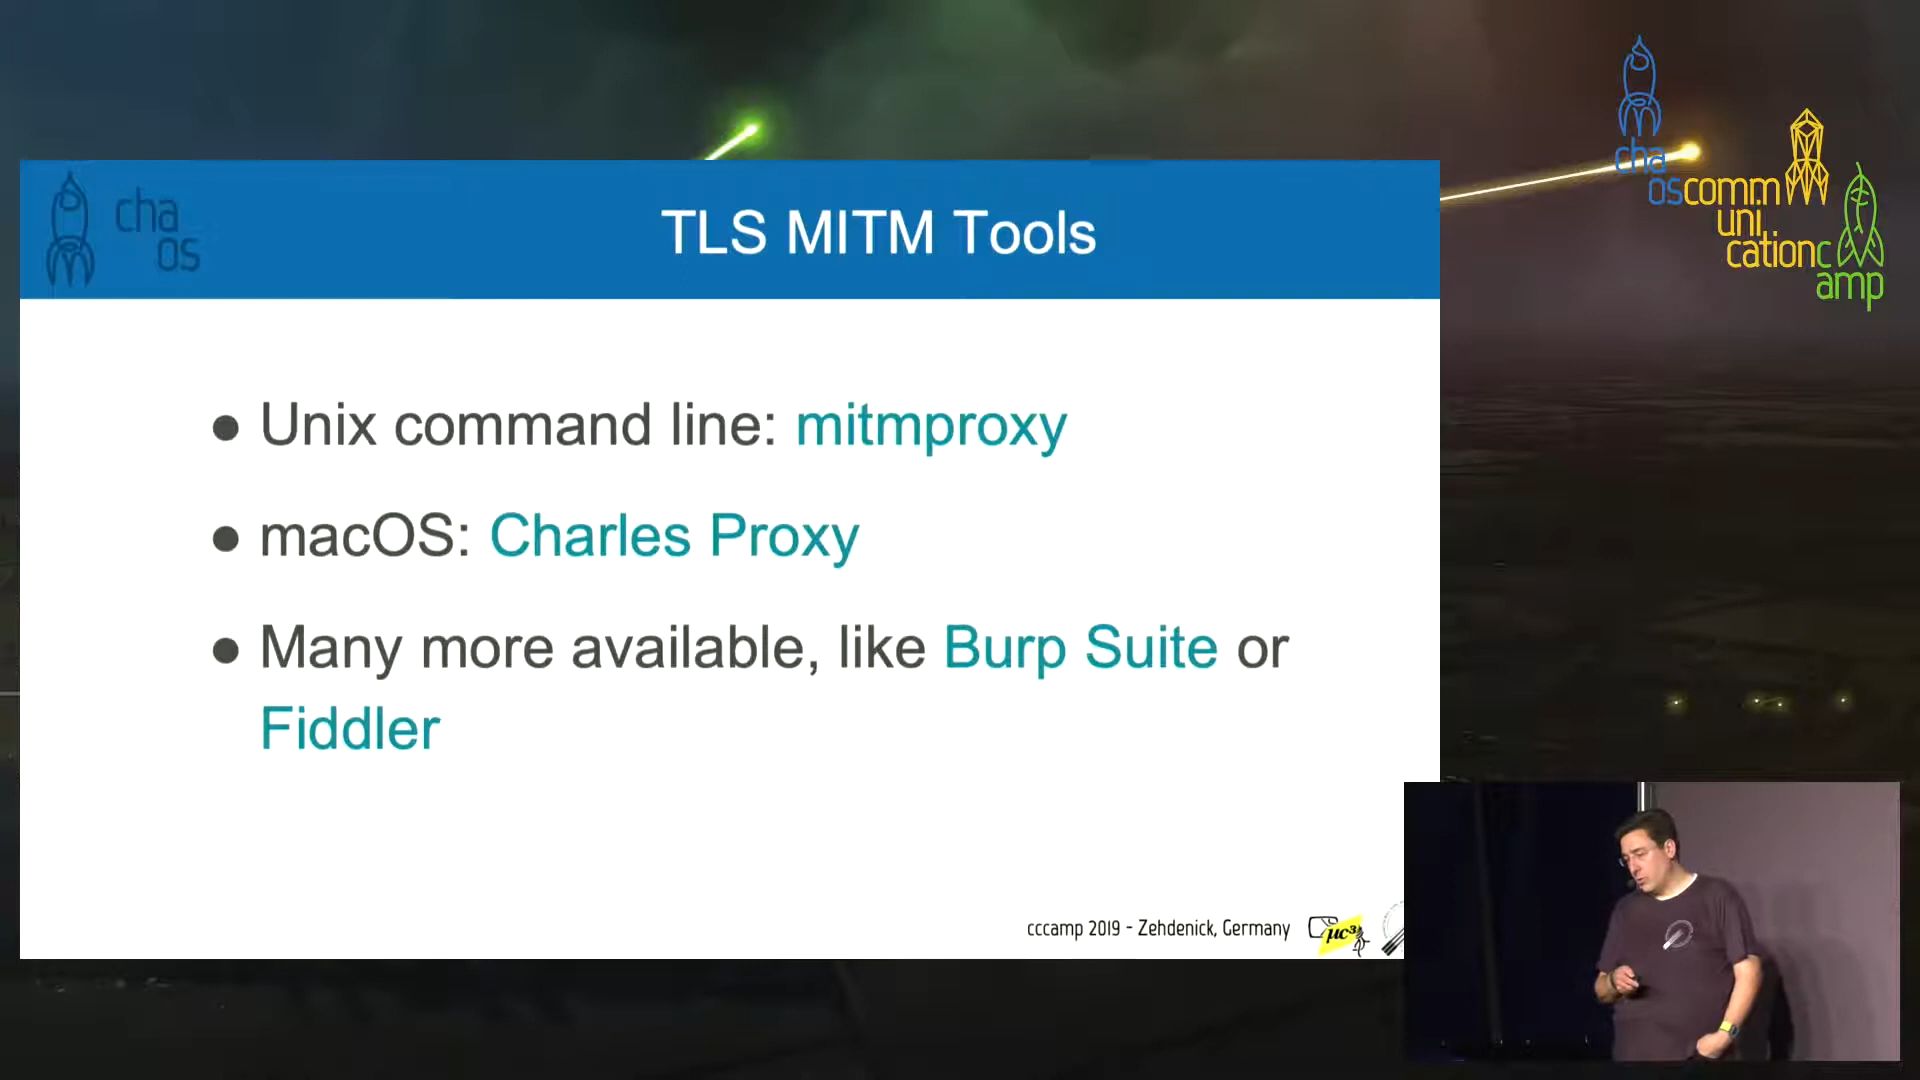 cha
os
TLS MITM Tools
● Unix command line: mitmproxy
● macOS: Charles Proxy
● Many more available, like Burp Suite or
Fiddler
cccamp 2019 - Zehdenick, Germany
μc³
cha
oscomm
uni
cationc
amp